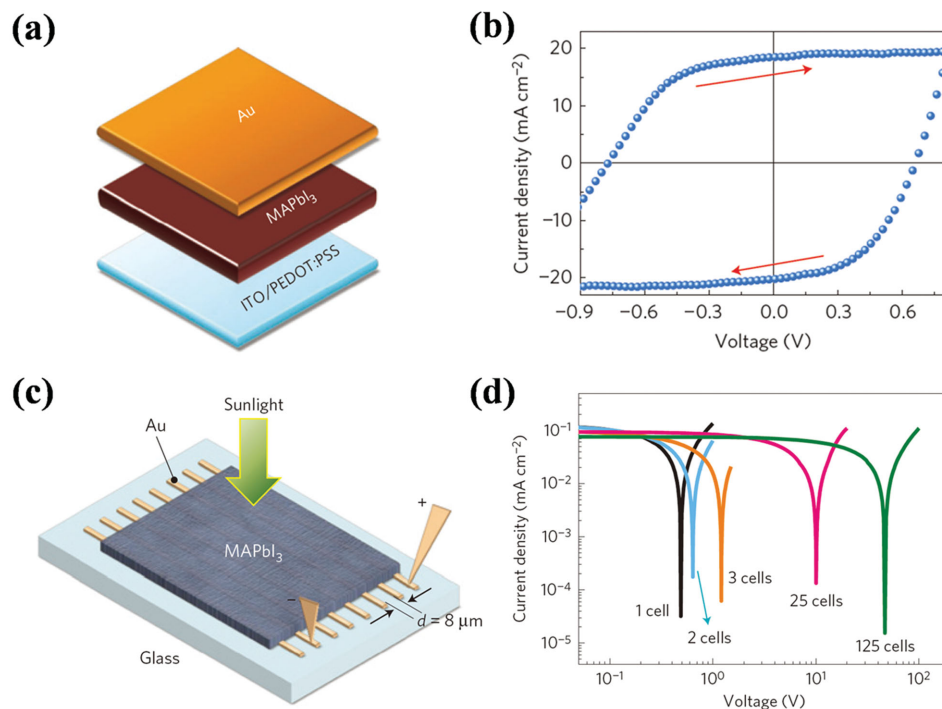 (a)
Au
MAPbI₃
ITO/PEDOT:PSS
(b)
Current density (mA cm⁻²)
20
10
0
−10
−20
−0.9
−0.6
−0.3
0.0
0.3
0.6
Voltage (V)
(c)
Sunlight
Au
MAPbI₃
+
−
d = 8 μm
Glass
(d)
Current density (mA cm⁻²)
10⁻¹
10⁻²
10⁻³
10⁻⁴
10⁻⁵
1 cell
2 cells
3 cells
25 cells
125 cells
10⁻¹
10⁰
10¹
10²
Voltage (V)